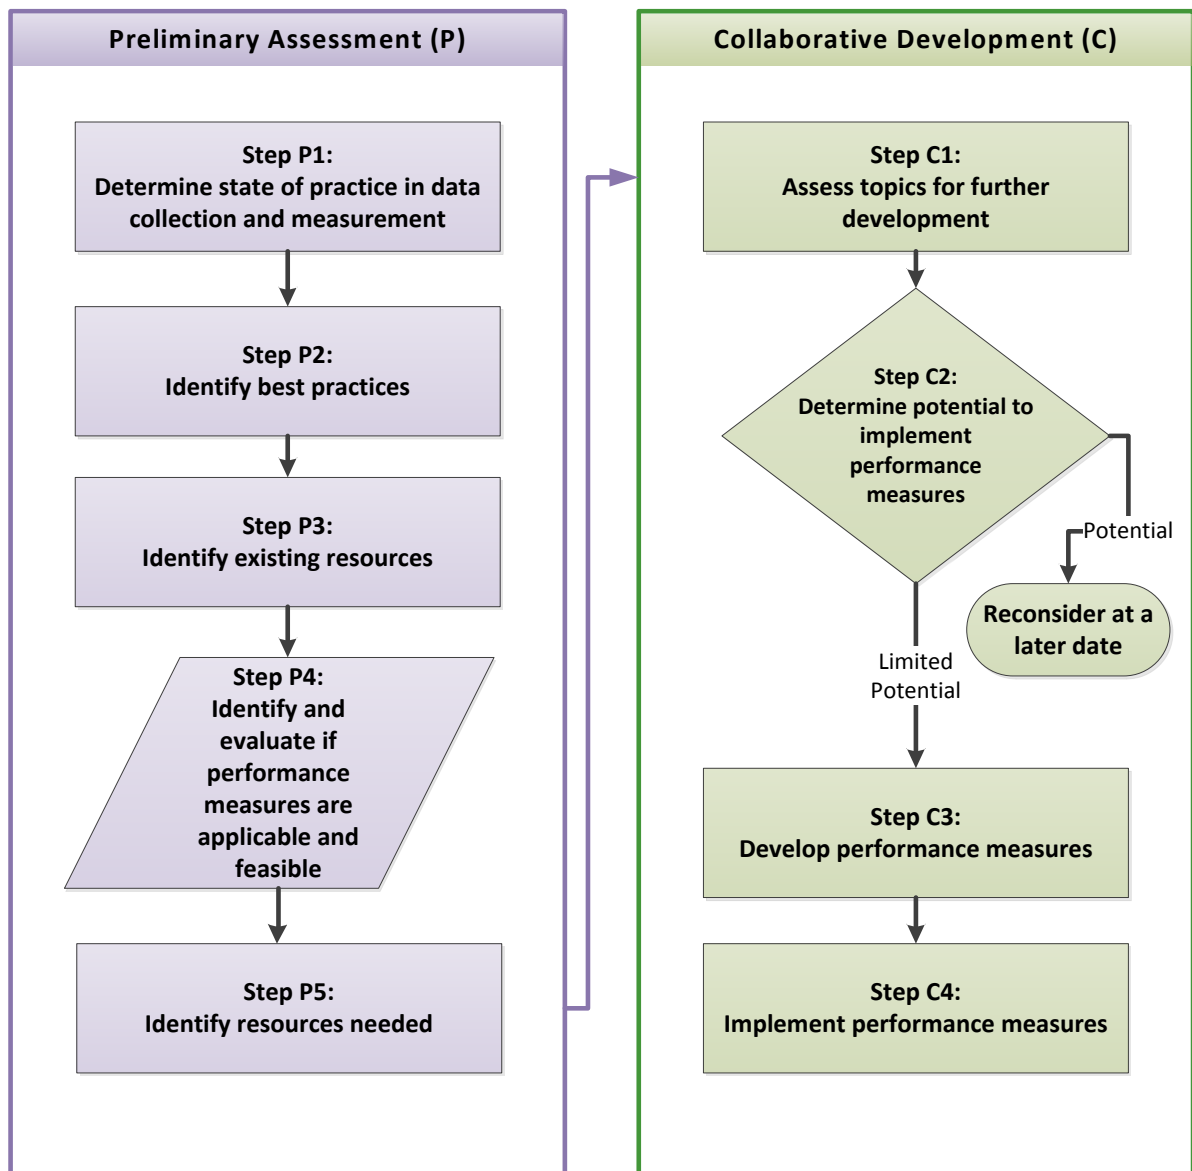 Preliminary Assessment (P)
Step P1:
Determine state of practice in data
collection and measurement
Step P2:
Identify best practices
Step P3:
Identify existing resources
Step P4:
Identify and
evaluate if
performance
measures are
applicable and
feasible
Step P5:
Identify resources needed
Collaborative Development (C)
Step C1:
Assess topics for further
development
Step C2:
Determine potential to
implement
performance
measures
Potential
Reconsider at a
later date
Limited
Potential
Step C3:
Develop performance measures
Step C4:
Implement performance measures